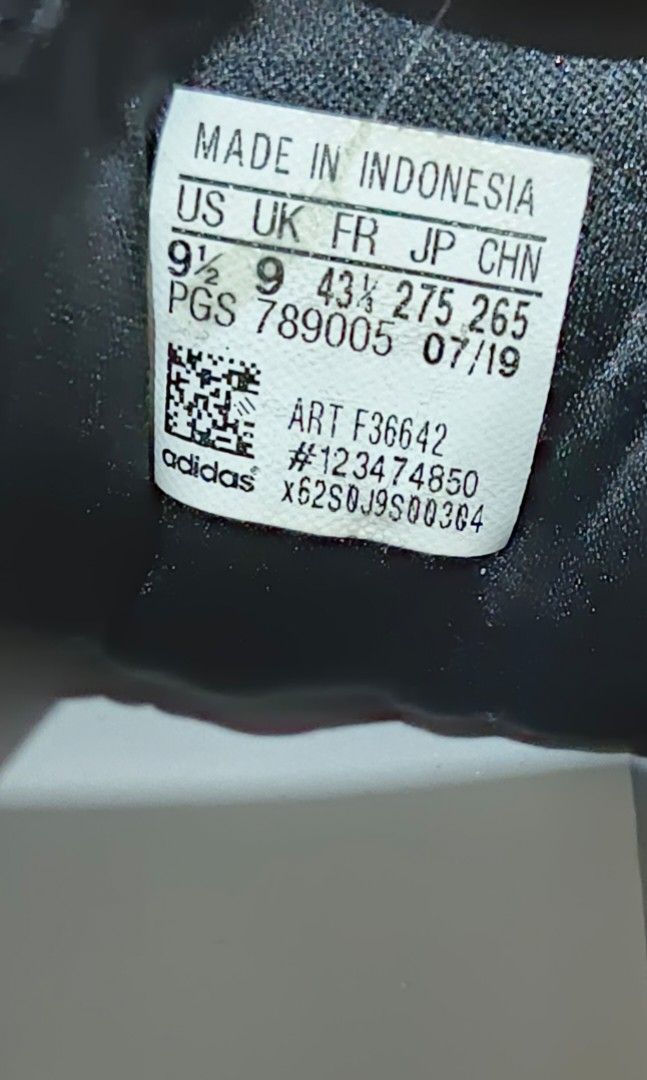 MADE IN INDONESIA
US UK FR JP CHN
9½ 9 43⅓ 275 265
PGS 789005 07/19
ART F36642
#123474850
adidas